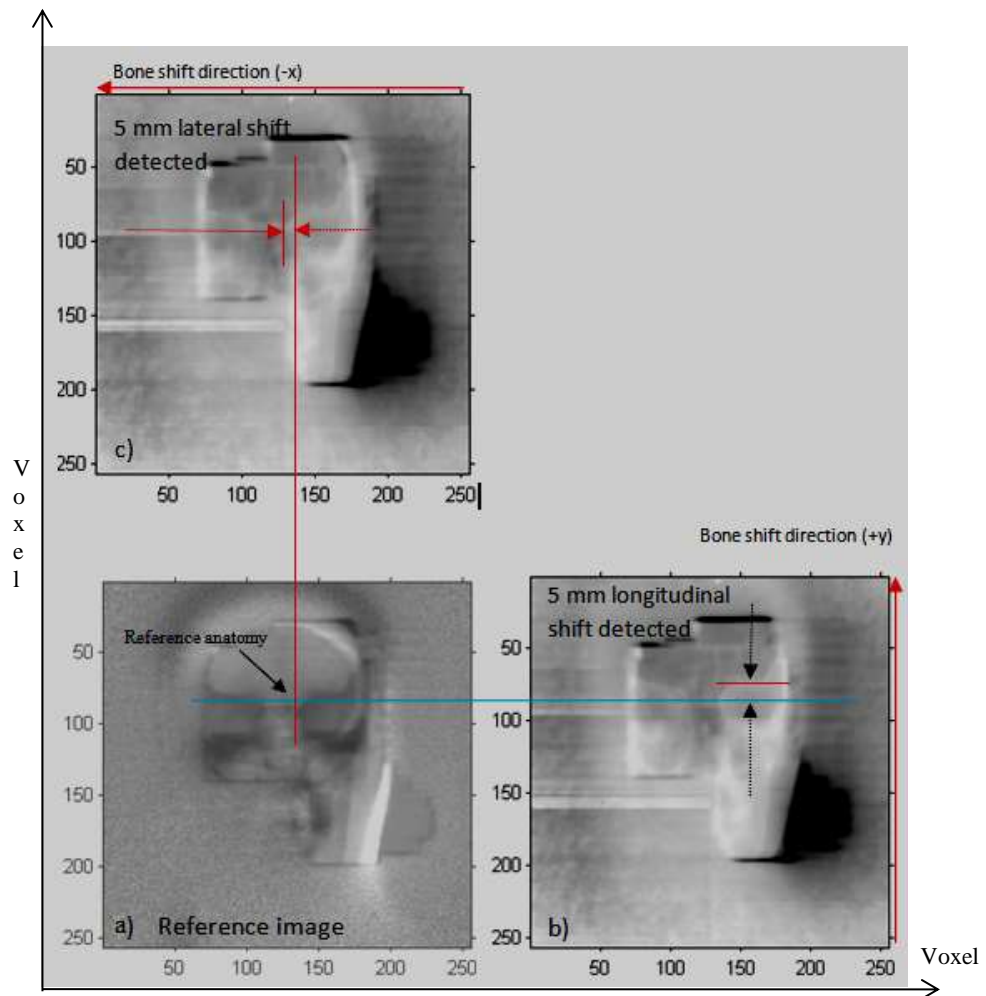 Bone shift direction (-x)
5 mm lateral shift
detected
50
100
150
200
250
c)
50 100 150 200 250
V
o
x
e
l
Bone shift direction (+y)
Reference anatomy
50
100
150
200
250
a) Reference image
50 100 150 200 250
5 mm longitudinal
shift detected
50
100
150
200
250
b)
50 100 150 200 250
Voxel